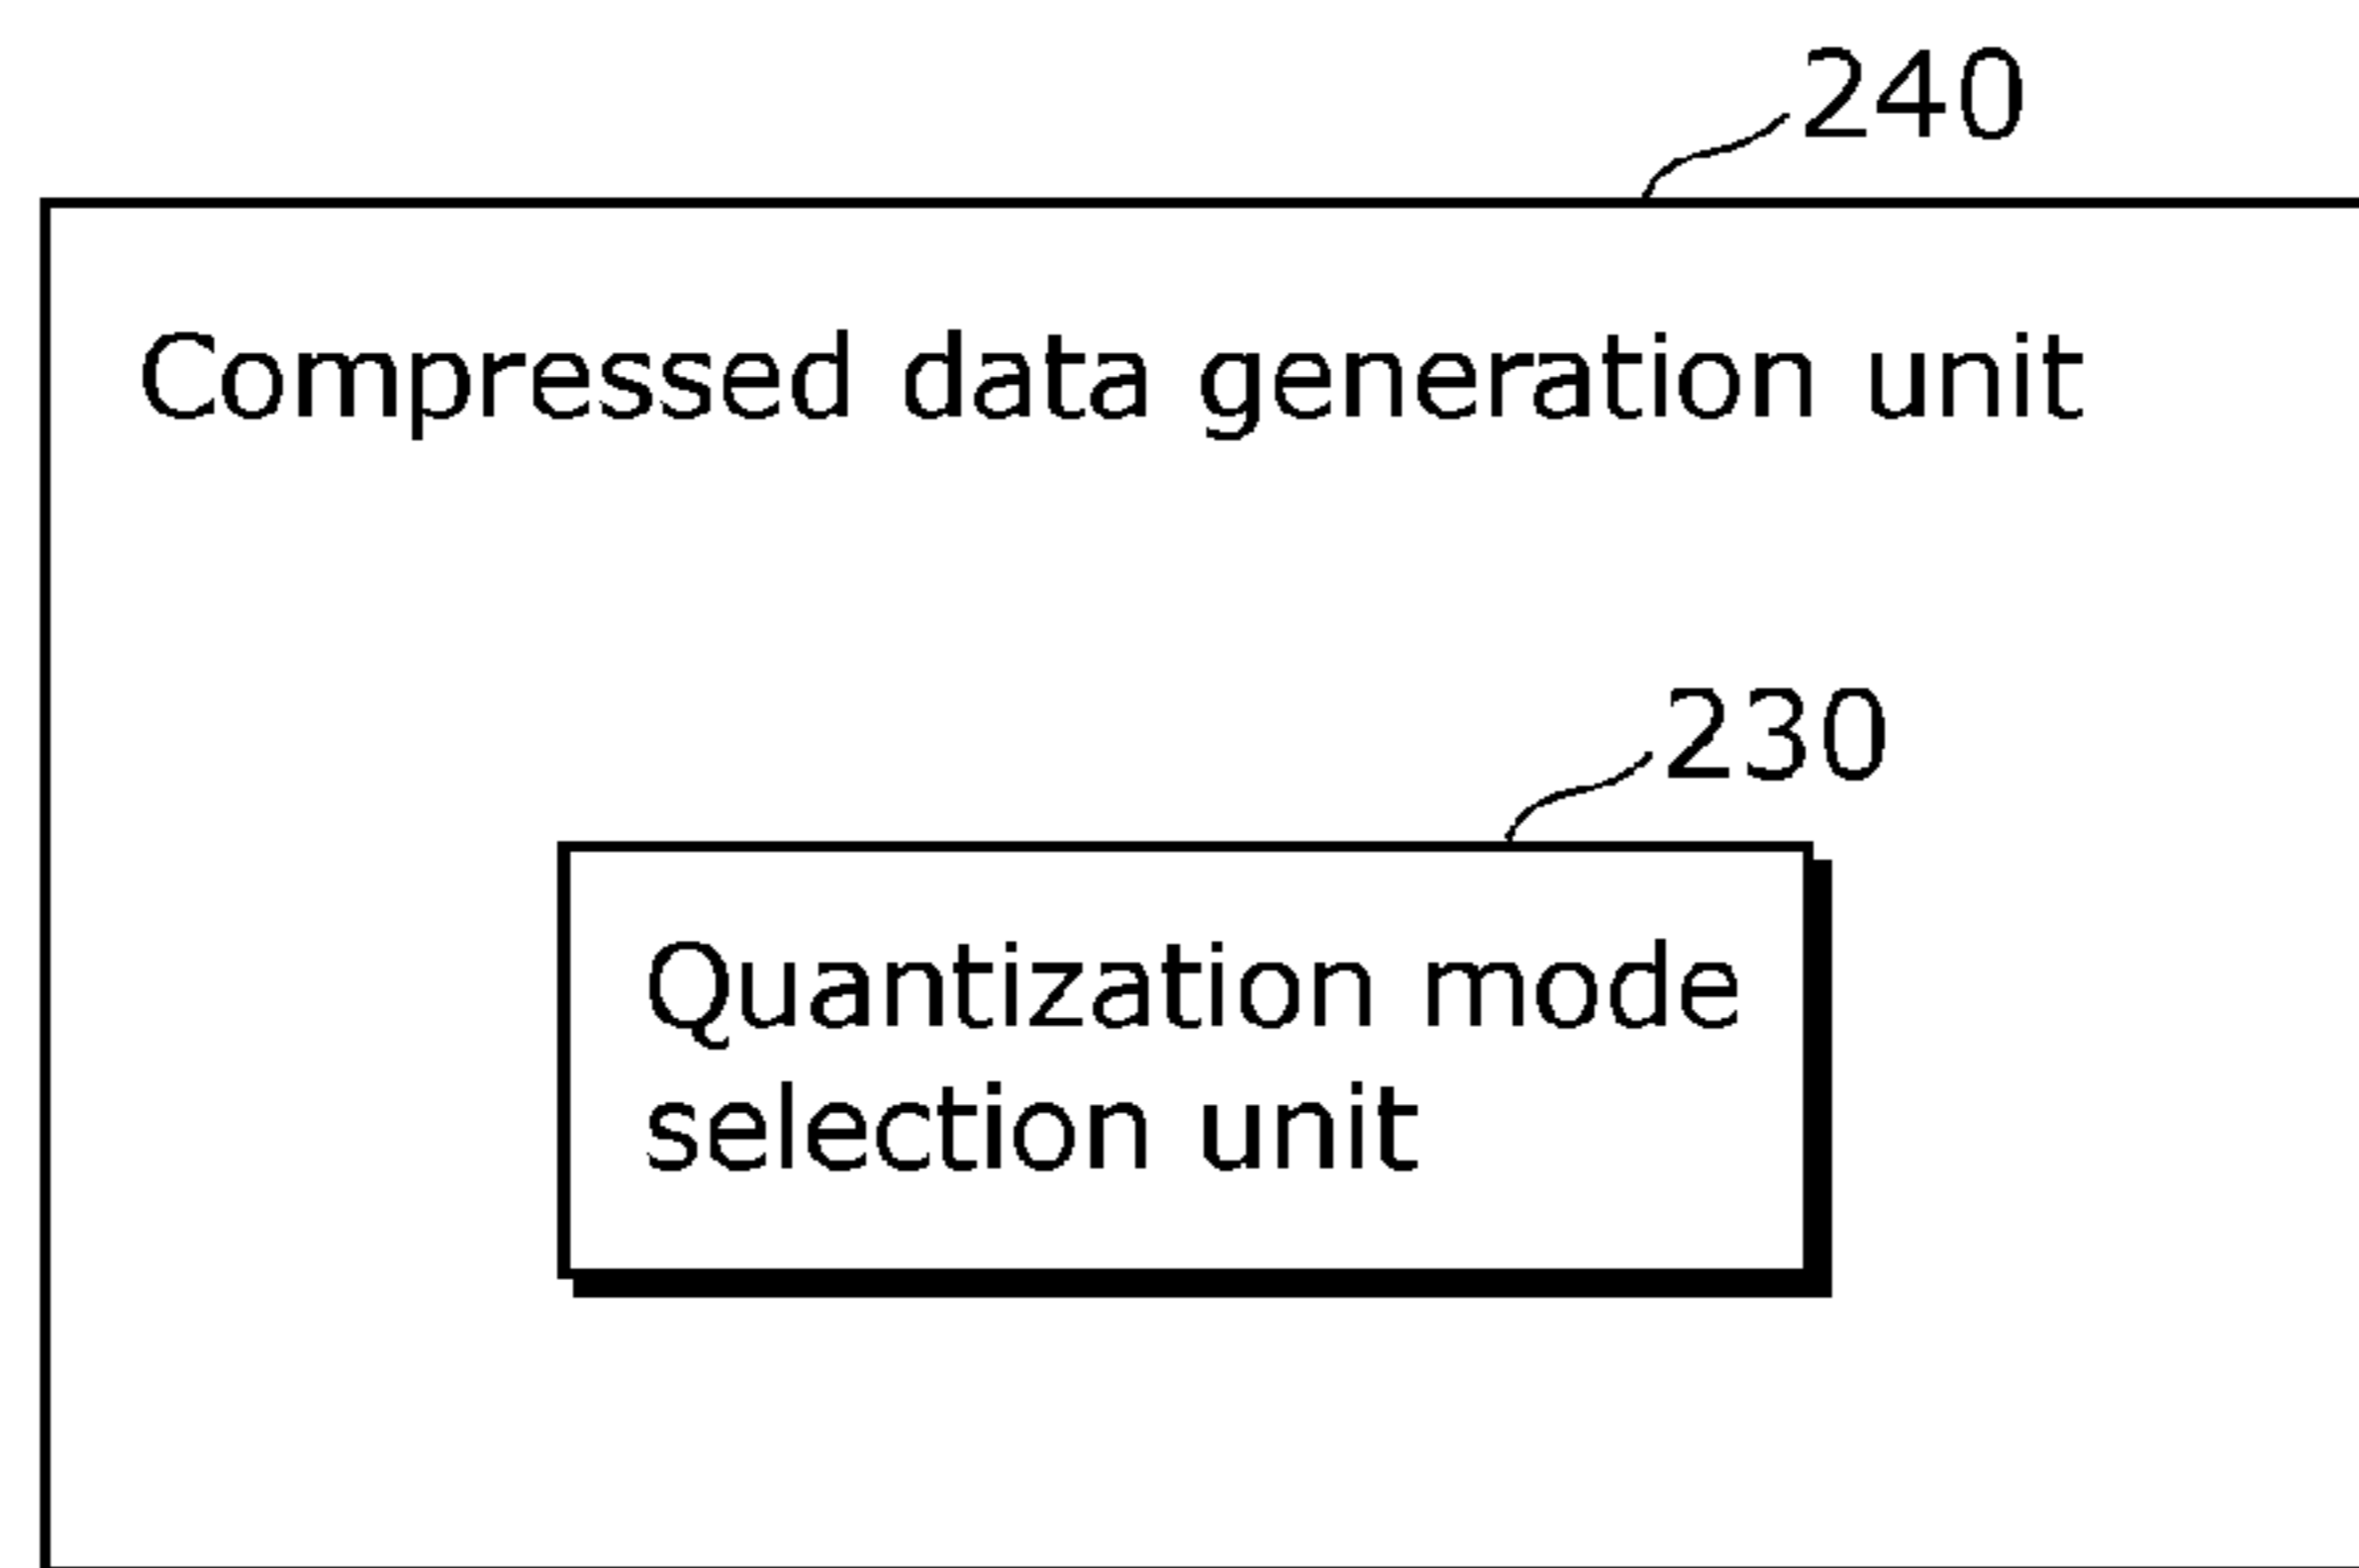 240
Compressed data generation unit
230
Quantization mode
selection unit